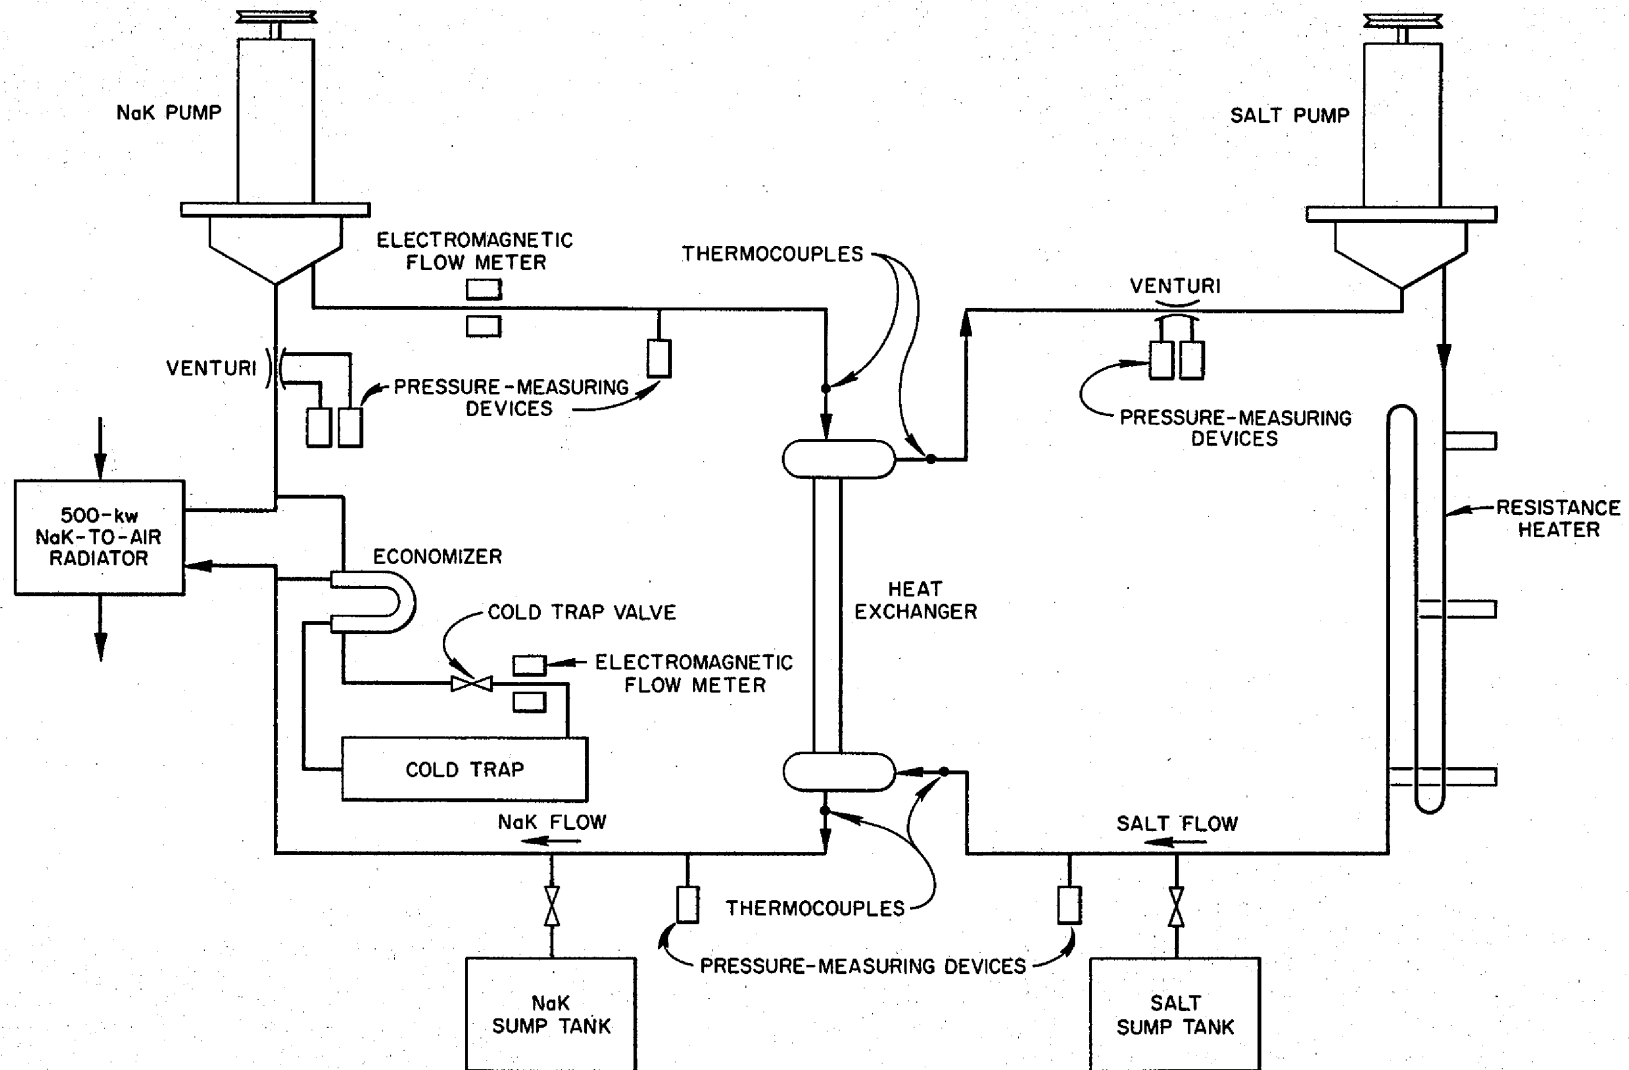 NaK PUMP
SALT PUMP
ELECTROMAGNETIC
FLOW METER
THERMOCOUPLES
VENTURI
VENTURI
PRESSURE-MEASURING
DEVICES
PRESSURE-MEASURING
DEVICES
500-kw
NaK-TO-AIR
RADIATOR
ECONOMIZER
RESISTANCE
HEATER
HEAT
EXCHANGER
COLD TRAP VALVE
ELECTROMAGNETIC
FLOW METER
COLD TRAP
NaK FLOW
SALT FLOW
THERMOCOUPLES
PRESSURE-MEASURING DEVICES
NaK
SUMP TANK
SALT
SUMP TANK